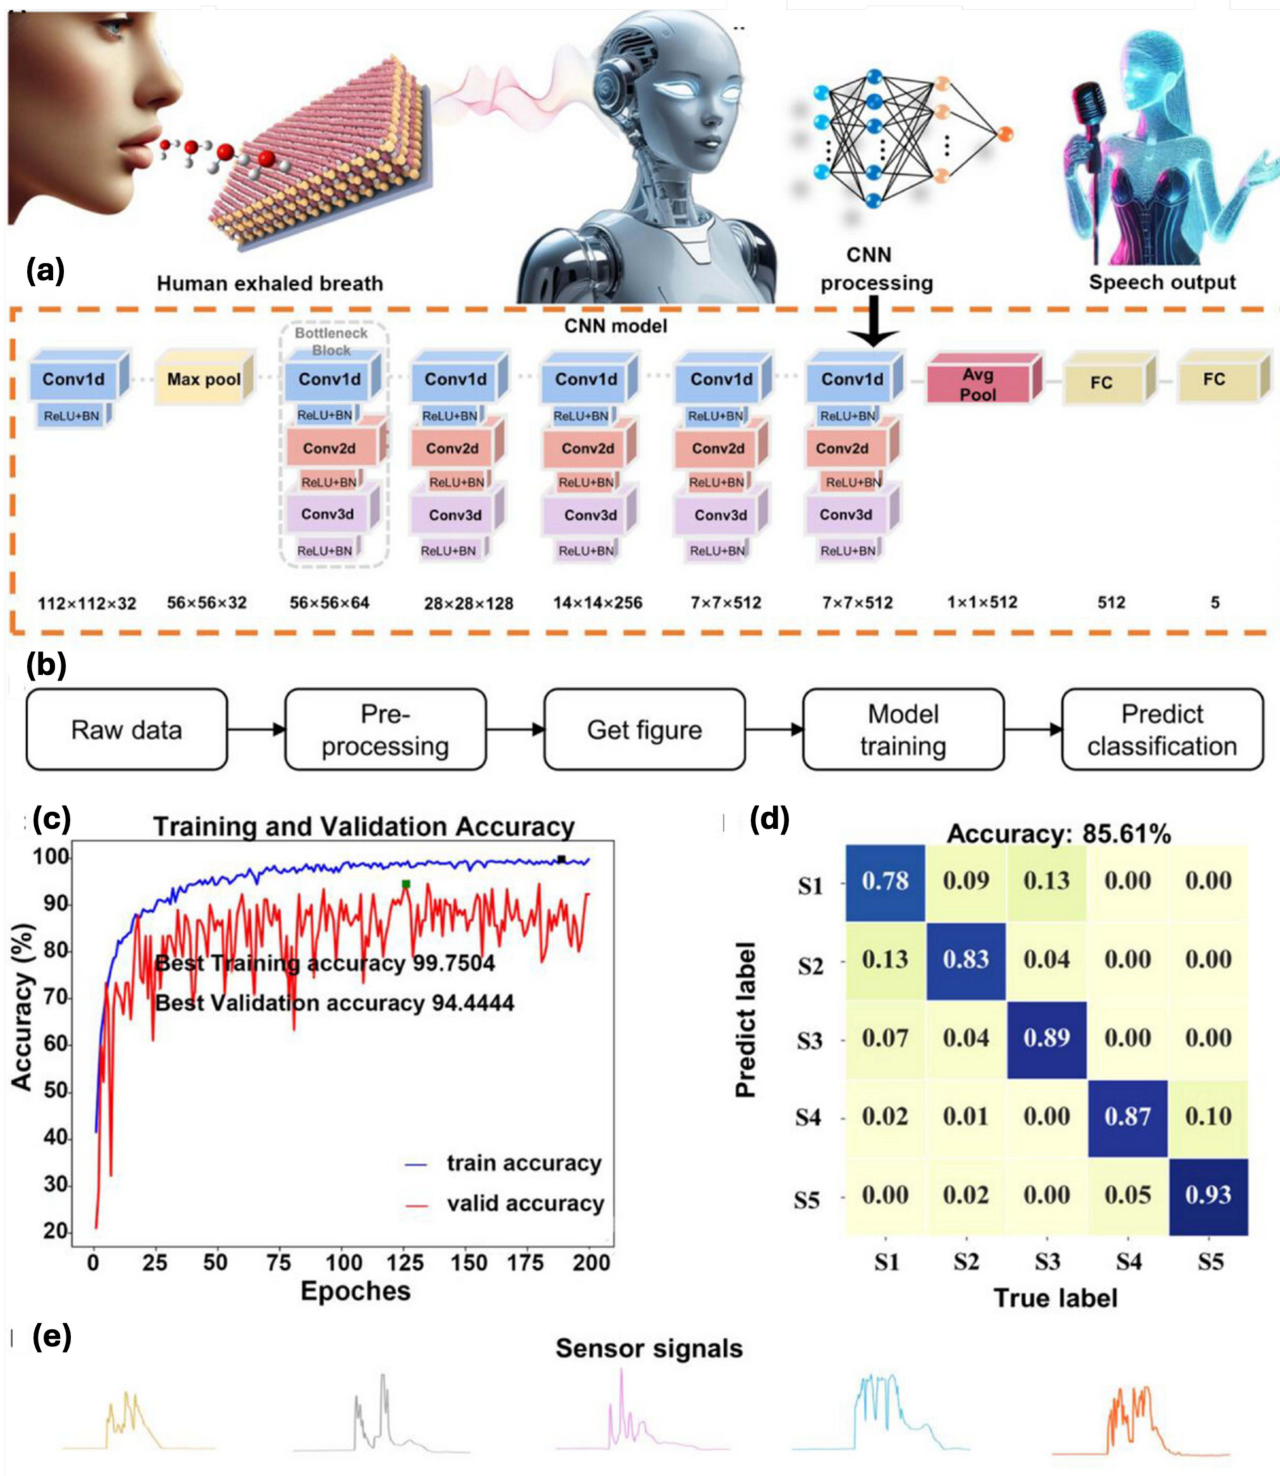 (a)
Human exhaled breath
CNN
processing
Speech output
CNN model
Bottleneck
Block
Conv1d
Max pool
Conv1d
Conv1d
Conv1d
Conv1d
Conv1d
Avg
Pool
FC
FC
ReLU+BN
ReLU+BN
ReLU+BN
ReLU+BN
ReLU+BN
ReLU+BN
Conv2d
Conv2d
Conv2d
Conv2d
Conv2d
ReLU+BN
ReLU+BN
ReLU+BN
ReLU+BN
ReLU+BN
Conv3d
Conv3d
Conv3d
Conv3d
Conv3d
ReLU+BN
ReLU+BN
ReLU+BN
ReLU+BN
ReLU+BN
112×112×32
56×56×32
56×56×64
28×28×128
14×14×256
7×7×512
7×7×512
1×1×512
512
5
(b)
Raw data
Pre-
processing
Get figure
Model
training
Predict
classification
(c)
Training and Validation Accuracy
Accuracy (%)
100
90
80
70
60
50
40
30
20
Best Training accuracy 99.7504
Best Validation accuracy 94.4444
train accuracy
valid accuracy
0 25 50 75 100 125 150 175 200
Epoches
(d)
Accuracy: 85.61%
Predict label
S1 0.78 0.09 0.13 0.00 0.00
S2 0.13 0.83 0.04 0.00 0.00
S3 0.07 0.04 0.89 0.00 0.00
S4 0.02 0.01 0.00 0.87 0.10
S5 0.00 0.02 0.00 0.05 0.93
S1 S2 S3 S4 S5
True label
(e)
Sensor signals